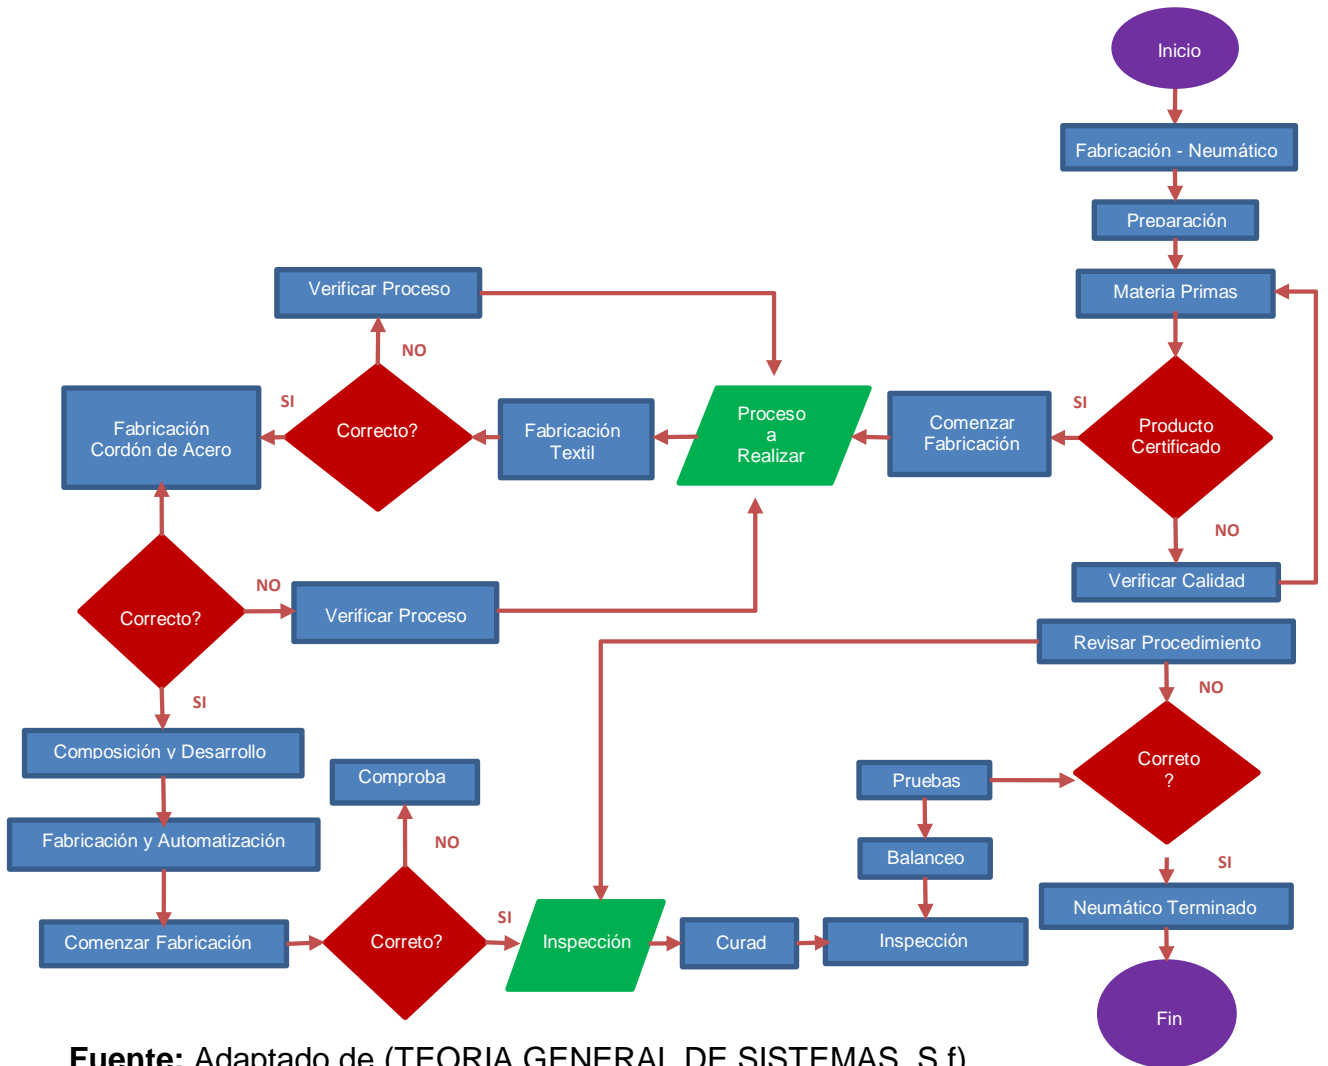 Inicio
Fabricación - Neumático
Preparación
Materia Primas
Producto
Certificado
SI
NO
Verificar Calidad
Comenzar
Fabricación
Proceso
a
Realizar
Fabricación
Textil
Correcto?
NO
Verificar Proceso
SI
Fabricación
Cordón de Acero
Correcto?
NO
Verificar Proceso
SI
Composición y Desarrollo
Fabricación y Automatización
Comenzar Fabricación
Correto?
NO
Comproba
SI
Inspección
Curad
Inspección
Balanceo
Pruebas
Correto
?
NO
Revisar Procedimiento
SI
Neumático Terminado
Fin
Fuente: Adaptado de (TEORIA GENERAL DE SISTEMAS, S.f)